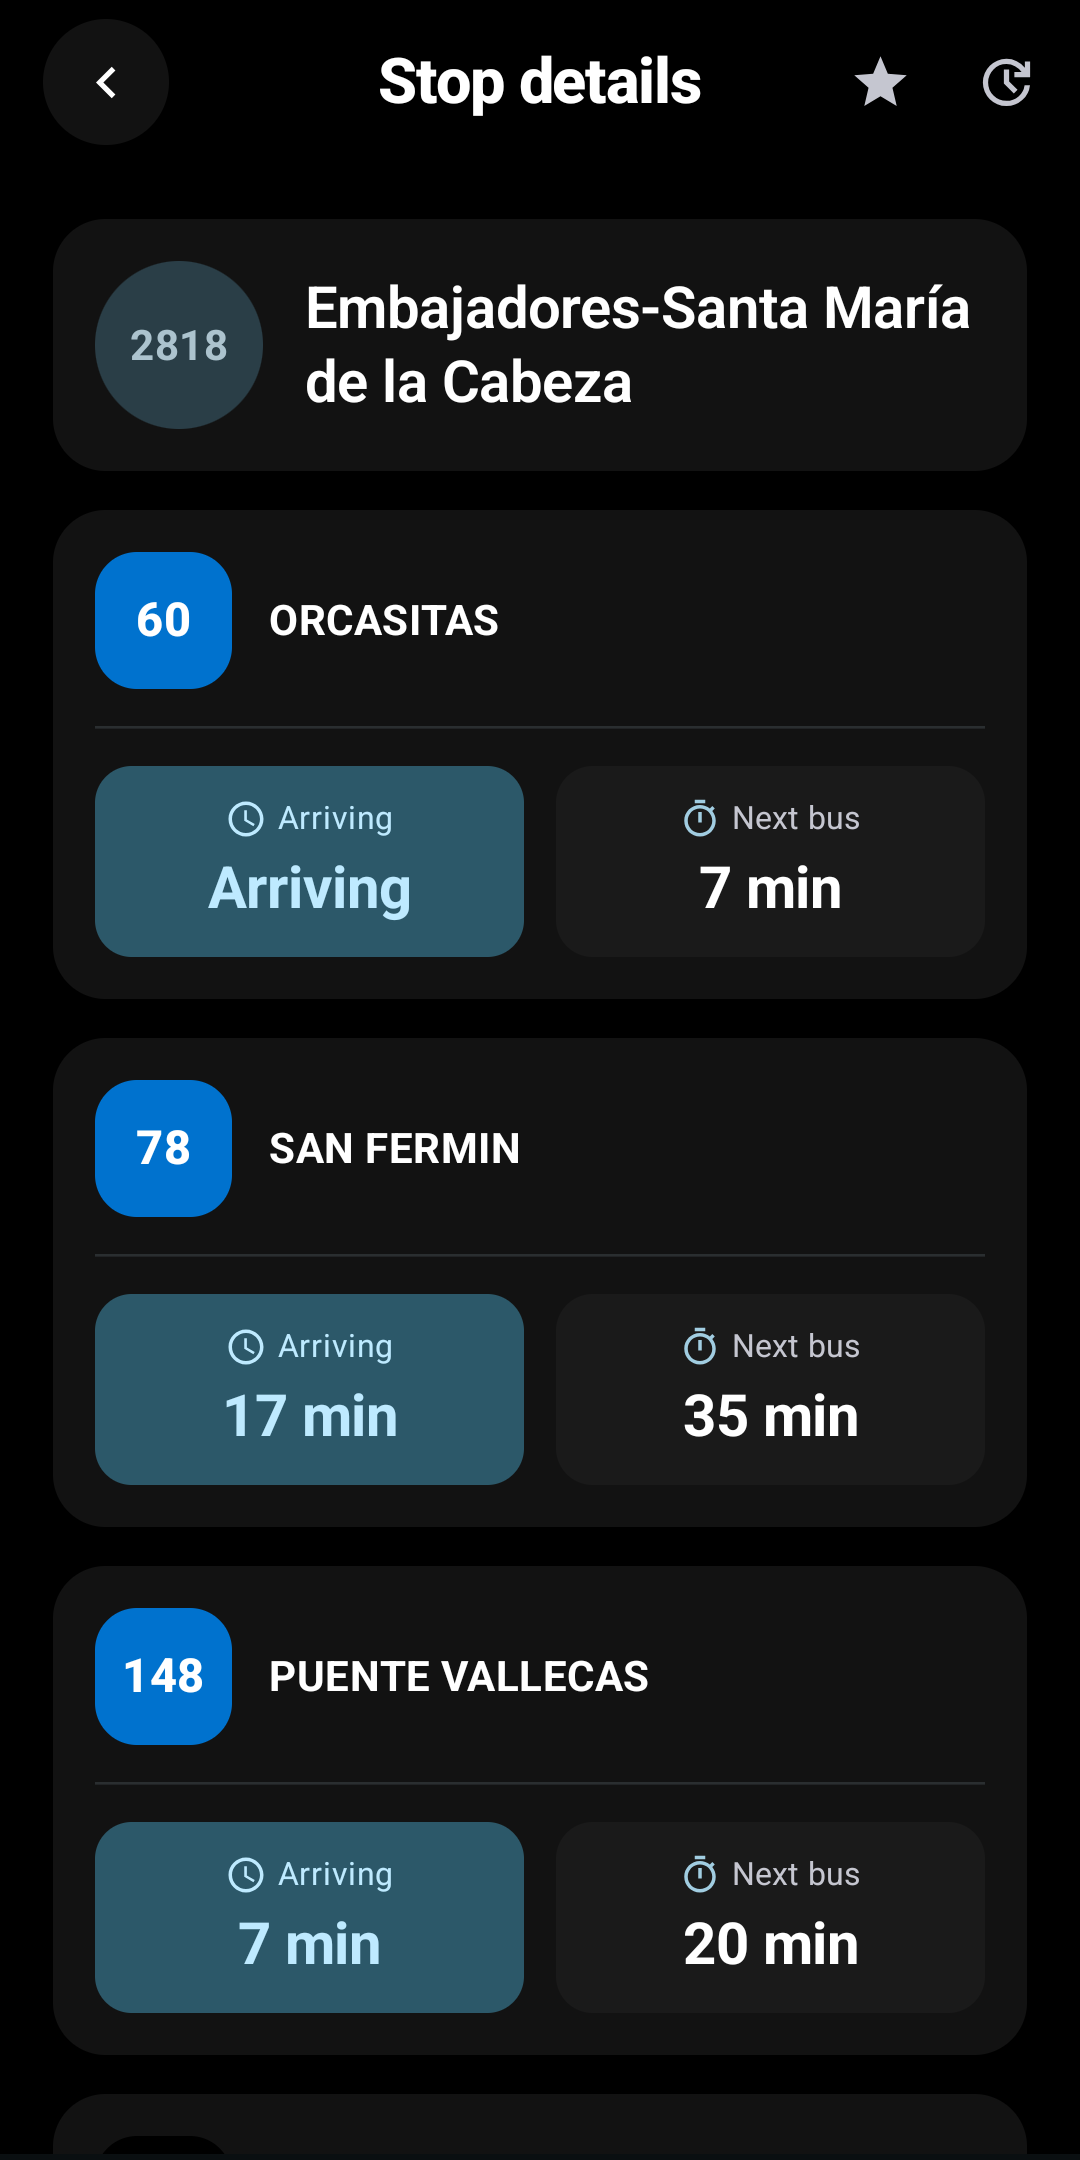 Stop details
2818
Embajadores-Santa María
de la Cabeza
60
ORCASITAS
Arriving
Arriving
Next bus
7 min
78
SAN FERMIN
Arriving
17 min
Next bus
35 min
148
PUENTE VALLECAS
Arriving
7 min
Next bus
20 min